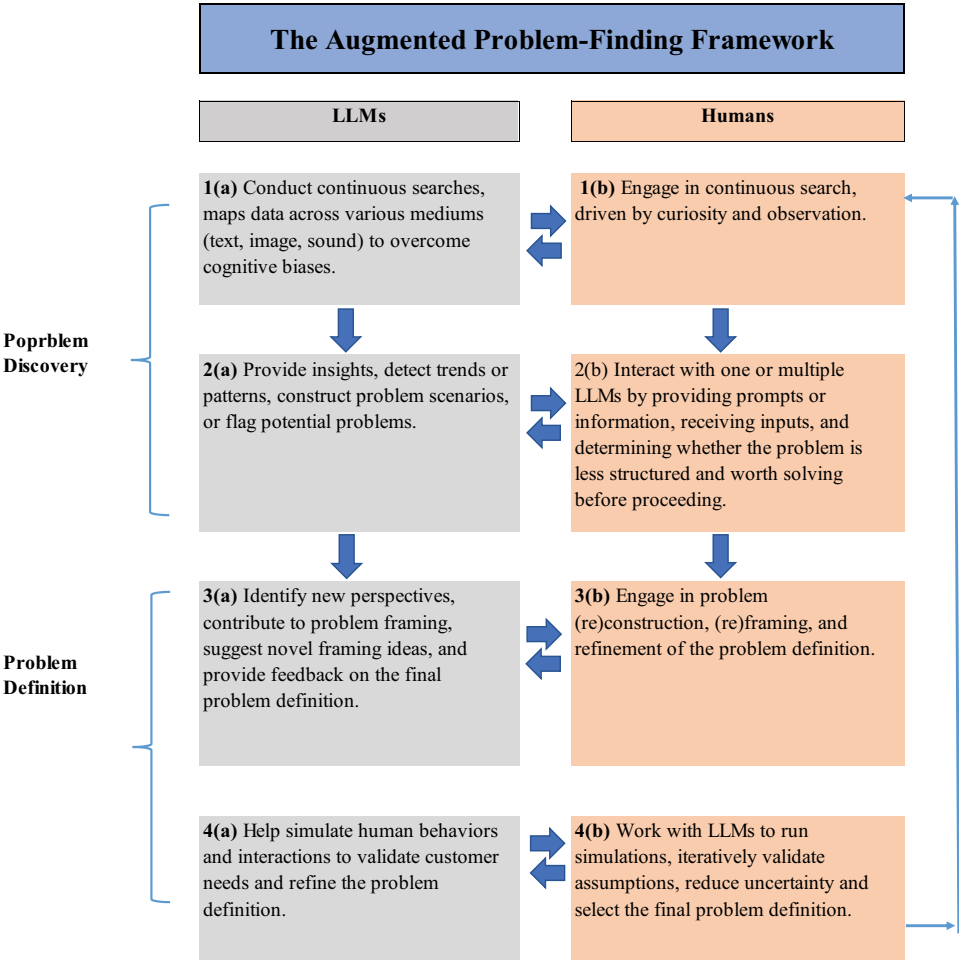 The Augmented Problem-Finding Framework
LLMs
Humans
1(a) Conduct continuous searches,
maps data across various mediums
(text, image, sound) to overcome
cognitive biases.
1(b) Engage in continuous search,
driven by curiosity and observation.
Poprblem
Discovery
2(a) Provide insights, detect trends or
patterns, construct problem scenarios,
or flag potential problems.
2(b) Interact with one or multiple
LLMs by providing prompts or
information, receiving inputs, and
determining whether the problem is
less structured and worth solving
before proceeding.
Problem
Definition
3(a) Identify new perspectives,
contribute to problem framing,
suggest novel framing ideas, and
provide feedback on the final
problem definition.
3(b) Engage in problem
(re)construction, (re)framing, and
refinement of the problem definition.
4(a) Help simulate human behaviors
and interactions to validate customer
needs and refine the problem
definition.
4(b) Work with LLMs to run
simulations, iteratively validate
assumptions, reduce uncertainty and
select the final problem definition.